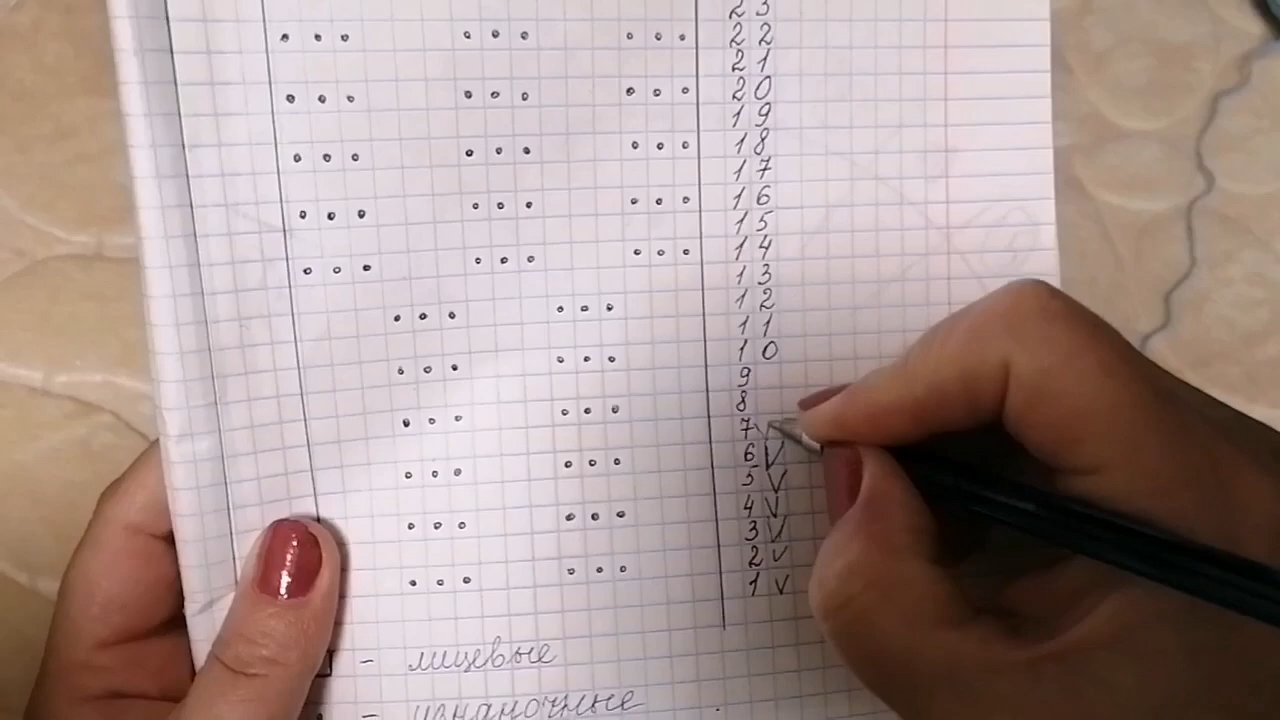 23
22
21
20
19
18
17
16
15
14
13
12
11
10
9
8
7
6 V
5 V
4 V
3 V
2 V
1 V
- лицевые
- изнаночные